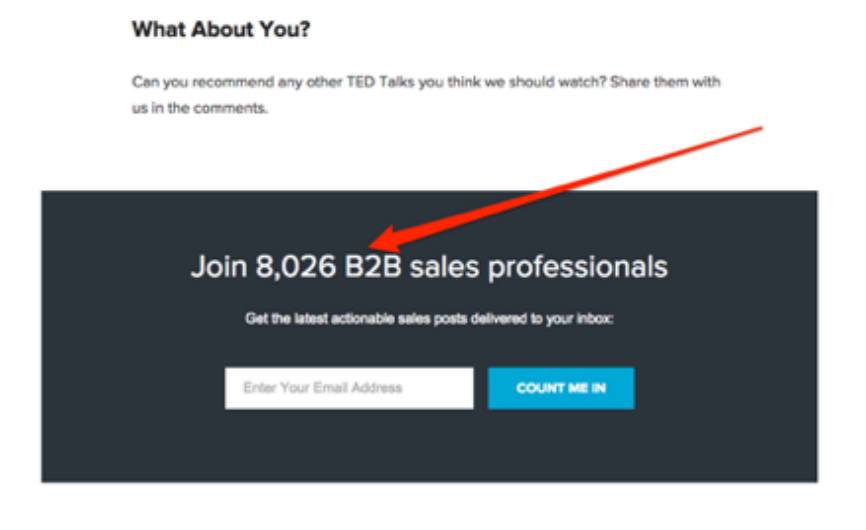 What About You?
Can you recommend any other TED Talks you think we should watch? Share them with
us in the comments.
Join 8,026 B2B sales professionals
Get the latest actionable sales posts delivered to your inbox:
Enter Your Email Address
COUNT ME IN